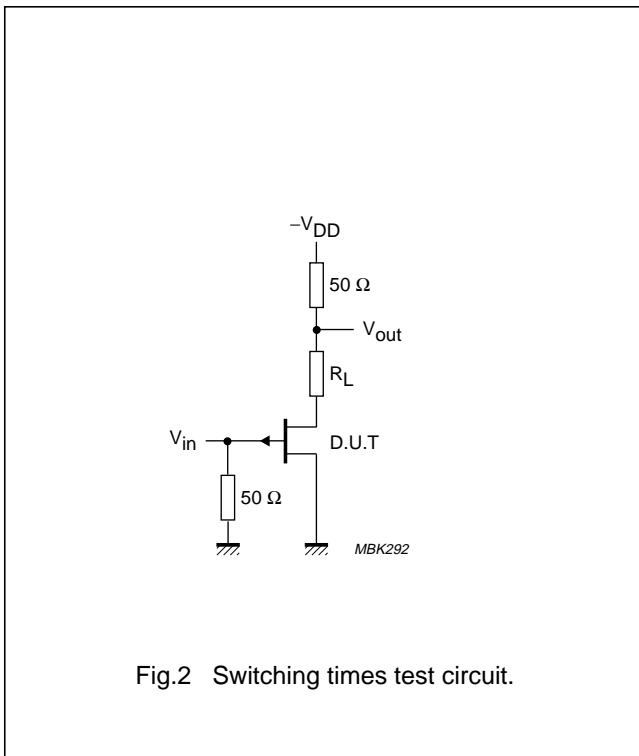 −VDD
50 Ω
Vout
RL
Vin
D.U.T
50 Ω
MBK292
Fig.2 Switching times test circuit.